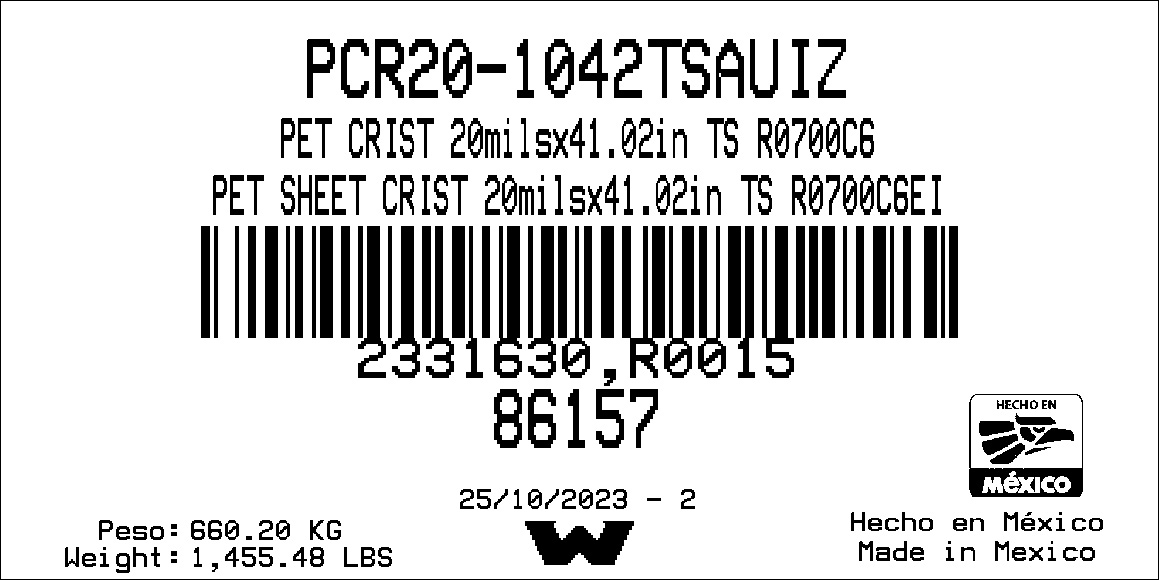 PCR20-1042TSAUIZ
PET CRIST 20milsx41.02in TS R0700C6
PET SHEET CRIST 20milsx41.02in TS R0700C6EI
2331630,R0015
86157
HECHO EN
MéXICO
25/10/2023 - 2
Peso: 660.20 KG
Weight: 1,455.48 LBS
W
Hecho en México
Made in Mexico